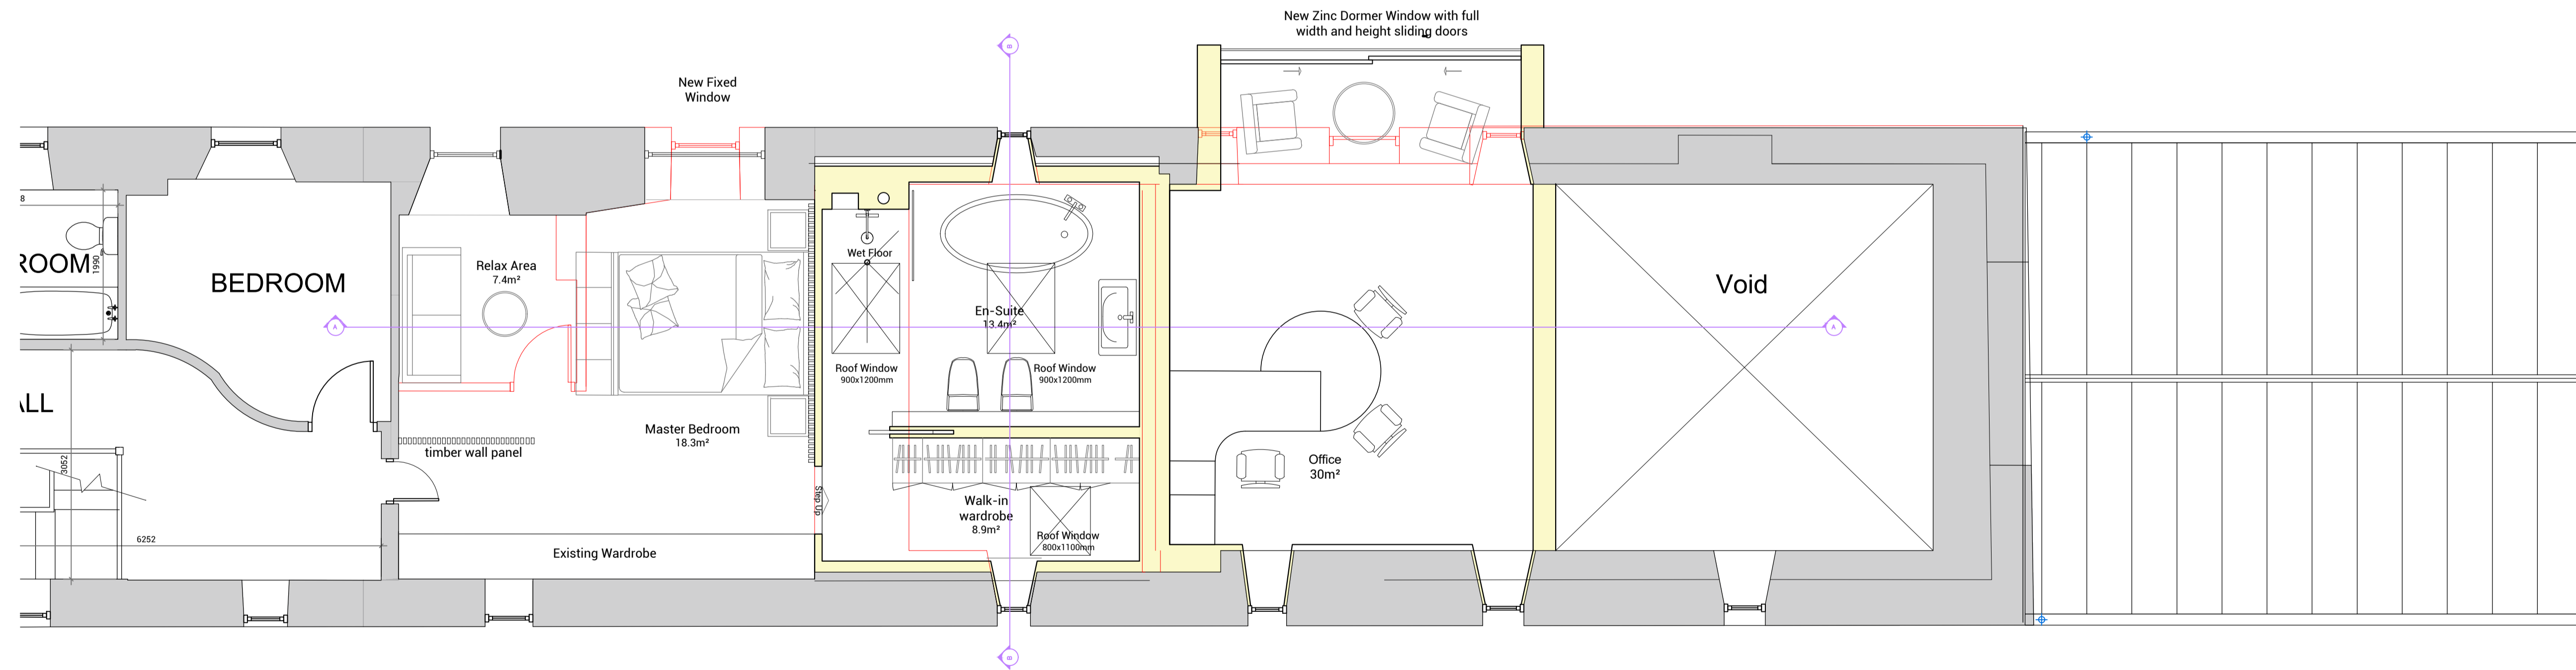 New Zinc Dormer Window with full
width and height sliding doors
New Fixed
Window
B
8
ROOM
1990
BEDROOM
Relax Area
7.4m²
Wet Floor
En-Suite
13.4m²
Void
A
A
Roof Window
900x1200mm
Roof Window
900x1200mm
ALL
Master Bedroom
18.3m²
timber wall panel
3052
Office
30m²
Step Up
Walk-in
wardrobe
8.9m²
Roof Window
800x1100mm
6252
Existing Wardrobe
B